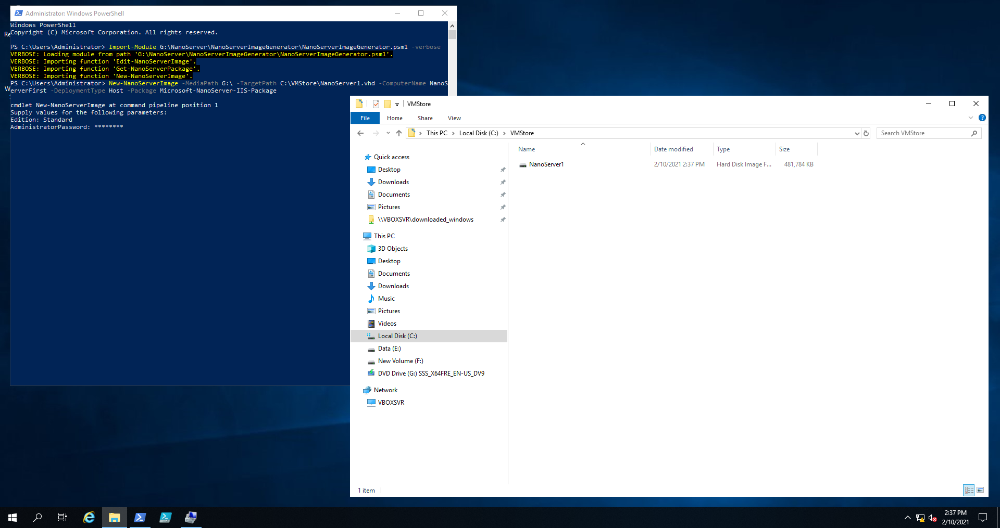 Administrator: Windows PowerShell
Windows PowerShell
Copyright (C) Microsoft Corporation. All rights reserved.
PS C:\Users\Administrator> Import-Module G:\NanoServer\NanoServerImageGenerator\NanoServerImageGenerator.psm1 -verbose
VERBOSE: Loading module from path 'G:\NanoServer\NanoServerImageGenerator\NanoServerImageGenerator.psm1'.
VERBOSE: Importing function 'Edit-NanoServerImage'.
VERBOSE: Importing function 'Get-NanoServerPackage'.
VERBOSE: Importing function 'New-NanoServerImage'.
PS C:\Users\Administrator> New-NanoServerImage -MediaPath G:\ -TargetPath C:\VMStore\NanoServer1.vhd -ComputerName NanoS
erverFirst -DeploymentType Host -Package Microsoft-NanoServer-IIS-Package
cmdlet New-NanoServerImage at command pipeline position 1
Supply values for the following parameters:
Edition: Standard
AdministratorPassword: ********
Re
W
VMStore
File Home Share View
This PC Local Disk (C:) VMStore
Search VMStore
Name Date modified Type Size
NanoServer1 2/10/2021 2:37 PM Hard Disk Image F... 481,784 KB
Quick access
Desktop
Downloads
Documents
Pictures
\\VBOXSVR\downloaded_windows
This PC
3D Objects
Desktop
Documents
Downloads
Music
Pictures
Videos
Local Disk (C:)
Data (E:)
New Volume (F:)
DVD Drive (G:) SSS_X64FRE_EN-US_DV9
Network
VBOXSVR
1 item
2:37 PM
2/10/2021